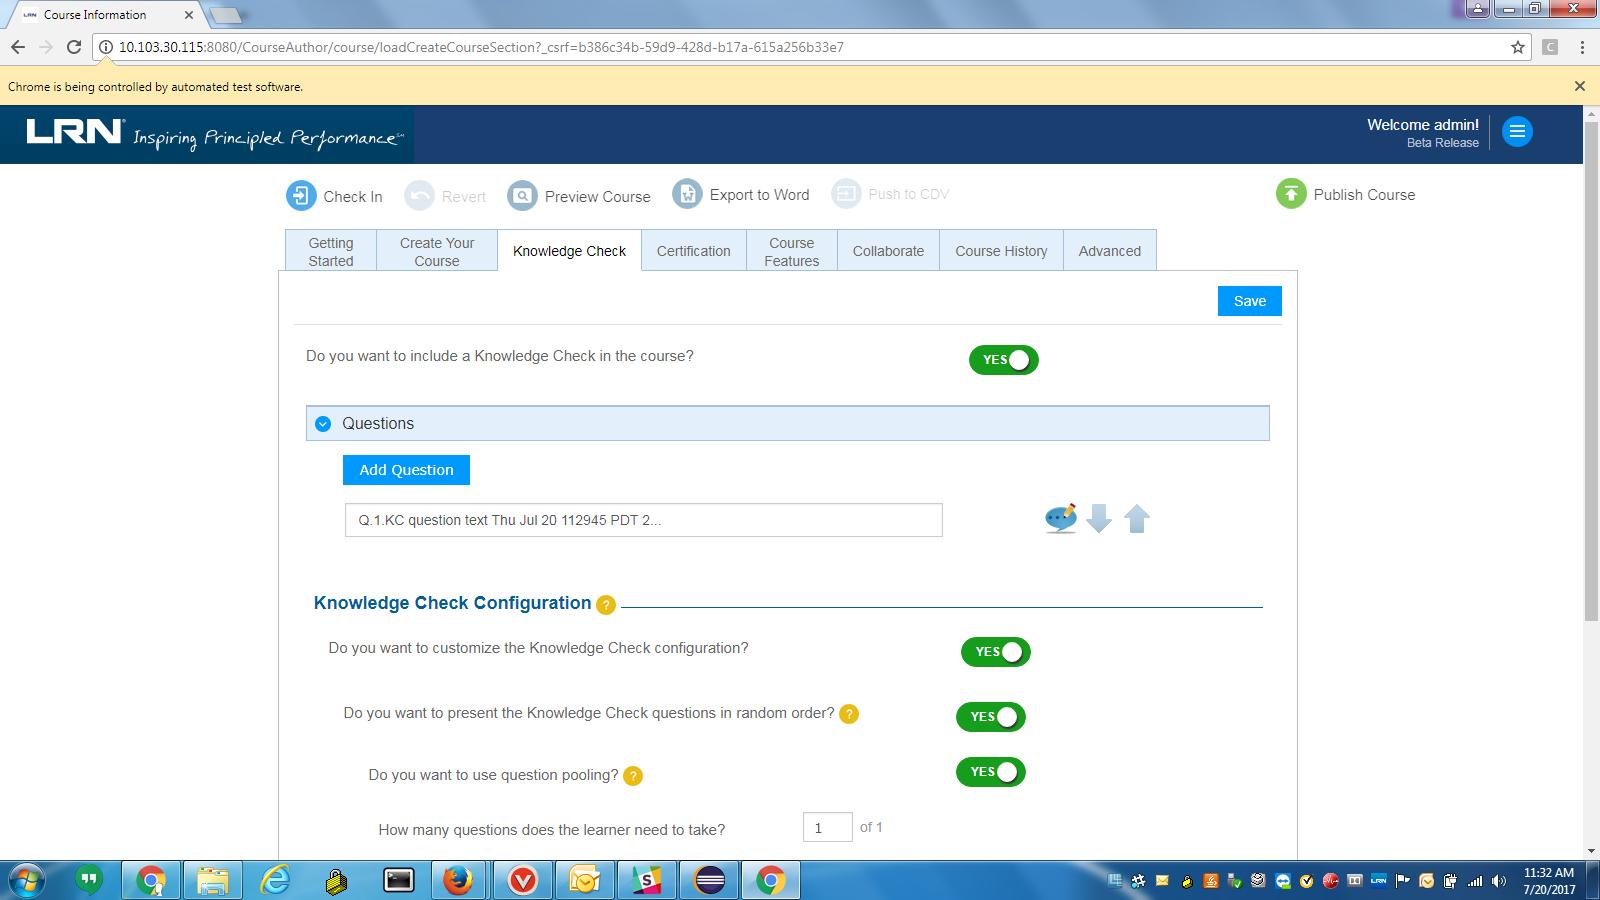 Course Information
10.103.30.115:8080/CourseAuthor/course/loadCreateCourseSection?_csrf=b386c34b-59d9-428d-b17a-615a256b33e7
Chrome is being controlled by automated test software.
LRN Inspiring Principled Performance
Welcome admin!
Beta Release
Check In
Revert
Preview Course
Export to Word
Push to CDV
Publish Course
Getting Started
Create Your Course
Knowledge Check
Certification
Course Features
Collaborate
Course History
Advanced
Save
Do you want to include a Knowledge Check in the course?
YES
Questions
Add Question
Q.1.KC question text Thu Jul 20 112945 PDT 2...
Knowledge Check Configuration ?
Do you want to customize the Knowledge Check configuration?
YES
Do you want to present the Knowledge Check questions in random order? ?
YES
Do you want to use question pooling? ?
YES
How many questions does the learner need to take?
1 of 1
11:32 AM
7/20/2017